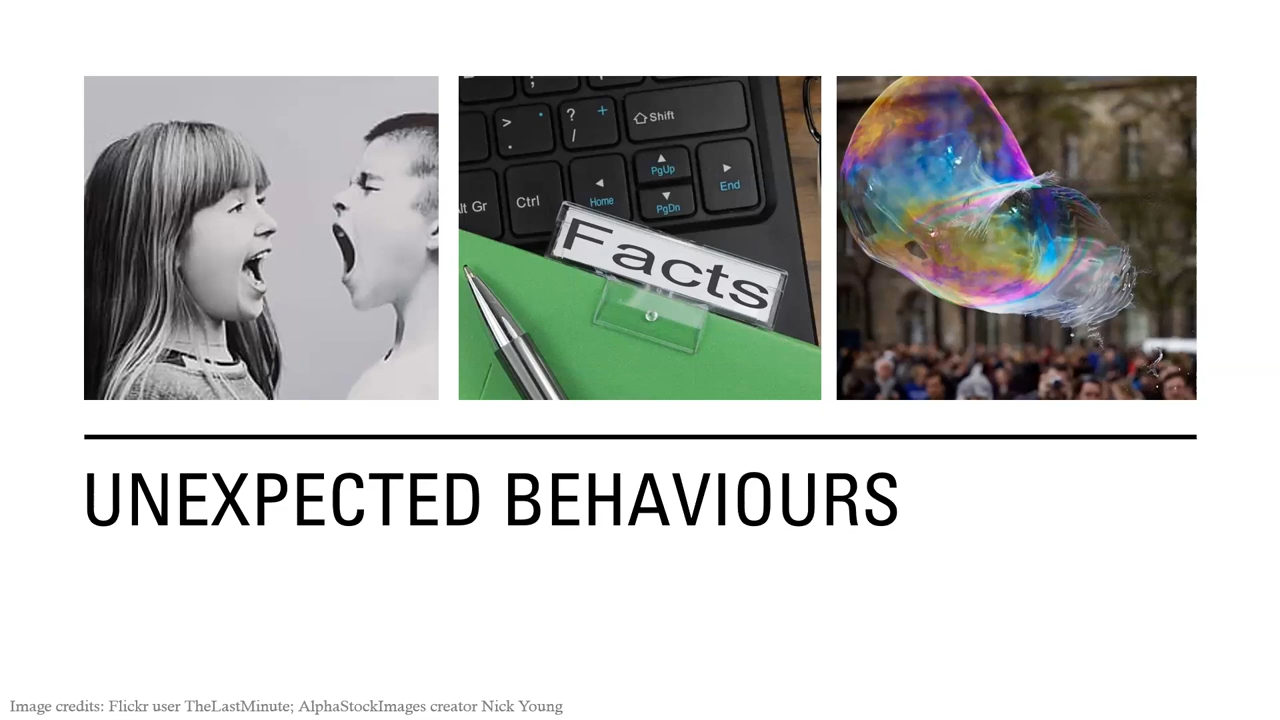 > .
? + /
⇧Shift
PgUp
End
lt Gr
Ctrl
Home
PgDn
Facts
UNEXPECTED BEHAVIOURS
Image credits: Flickr user TheLastMinute; AlphaStockImages creator Nick Young